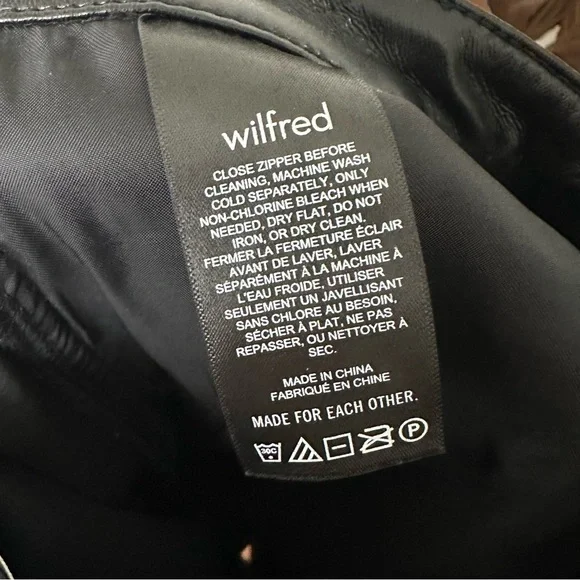 wilfred
CLOSE ZIPPER BEFORE
CLEANING, MACHINE WASH
COLD SEPARATELY, ONLY
NON-CHLORINE BLEACH WHEN
NEEDED, DRY FLAT, DO NOT
IRON, OR DRY CLEAN.
FERMER LA FERMETURE ÉCLAIR
AVANT DE LAVER, LAVER
SÉPARÉMENT À LA MACHINE À
L'EAU FROIDE, UTILISER
SEULEMENT UN JAVELLISANT
SANS CHLORE AU BESOIN,
SÉCHER À PLAT, NE PAS
REPASSER, OU NETTOYER À
SEC.
MADE IN CHINA
FABRIQUÉ EN CHINE
MADE FOR EACH OTHER.
30C P